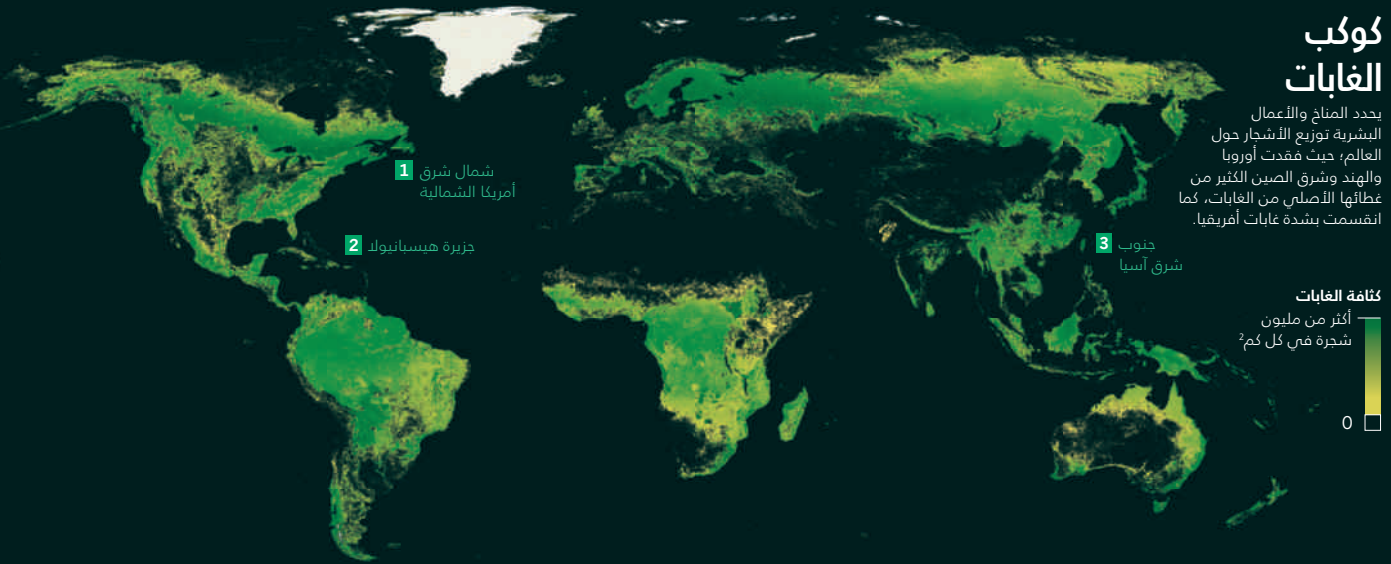 كوكب
الغابات
يحدد المناخ والأعمال
البشرية توزيع الأشجار حول
العالم؛ حيث فقدت أوروبا
والهند وشرق الصين الكثير من
غطائها الأصلي من الغابات، كما
انقسمت بشدة غابات أفريقيا.
1 شمال شرق
أمريكا الشمالية
2 جزيرة هيسبانيولا
3 جنوب
شرق آسيا
كثافة الغابات
أكثر من مليون
شجرة في كل كم²
0